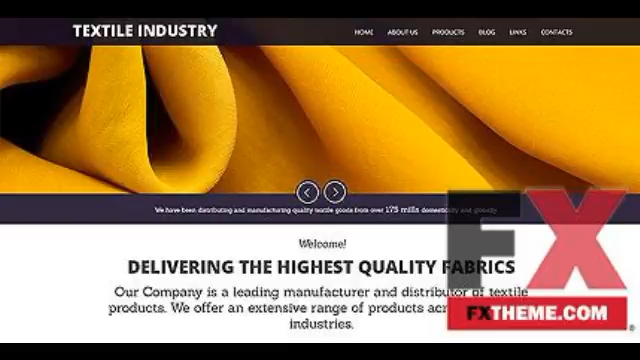 TEXTILE INDUSTRY
HOME ABOUT US PRODUCTS BLOG LINKS CONTACTS
We have been distributing and manufacturing quality textile goods from over 175 mills domestically and globally
Welcome!
DELIVERING THE HIGHEST QUALITY FABRICS
Our Company is a leading manufacturer and distributor of textile
products. We offer an extensive range of products
industries.
FX
FXTHEME.COM
®